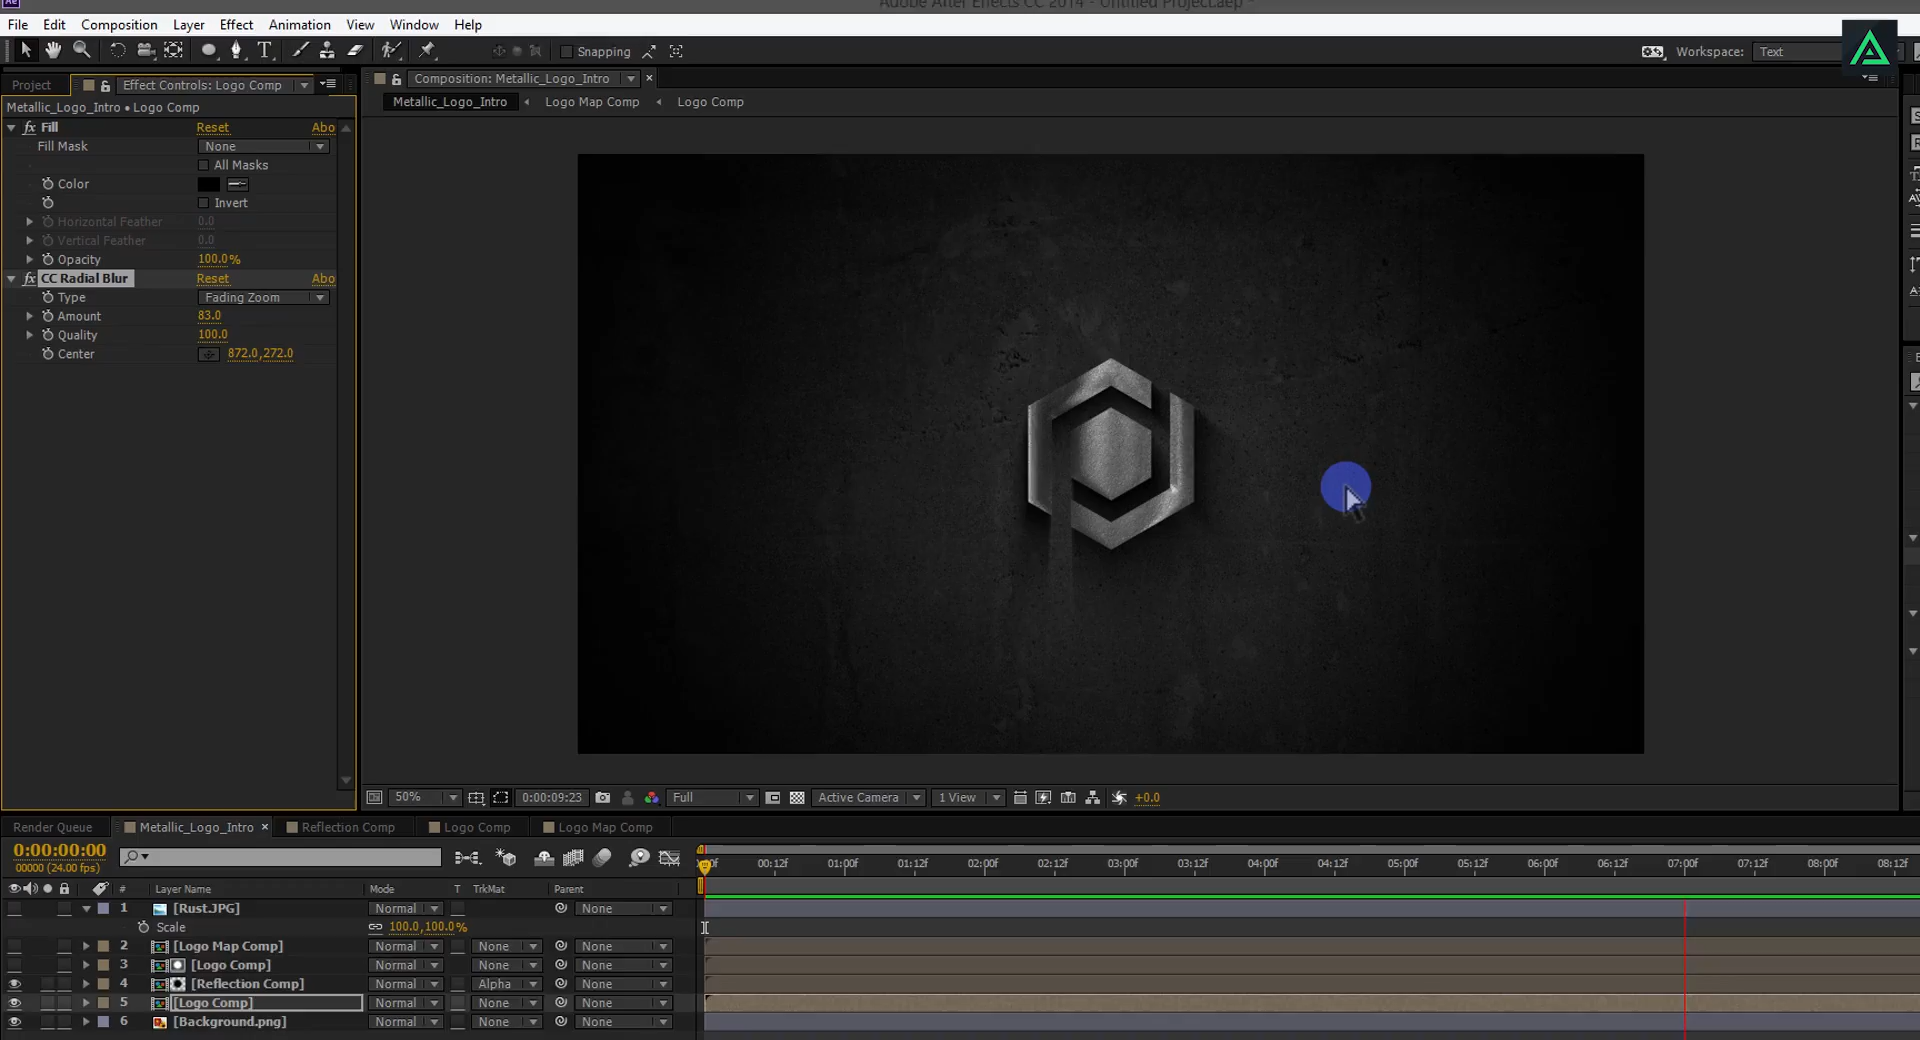 Adobe After Effects CC 2014 - Untitled Project.aep *
File Edit Composition Layer Effect Animation View Window Help
Snapping
Workspace: Text
Project Effect Controls: Logo Comp
Composition: Metallic_Logo_Intro
Metallic_Logo_Intro • Logo Comp
Metallic_Logo_Intro Logo Map Comp Logo Comp
fx Fill Reset Abo
Fill Mask None
All Masks
Color
Invert
Horizontal Feather 0.0
Vertical Feather 0.0
Opacity 100.0%
fx CC Radial Blur Reset Abo
Type Fading Zoom
Amount 83.0
Quality 100.0
Center 872.0,272.0
50% 0:00:09:23 Full Active Camera 1 View +0.0
Render Queue Metallic_Logo_Intro Reflection Comp Logo Comp Logo Map Comp
0:00:00:00
00000 (24.00 fps)
00:12f 01:00f 01:12f 02:00f 02:12f 03:00f 03:12f 04:00f 04:12f 05:00f 05:12f 06:00f 06:12f 07:00f 07:12f 08:00f 08:12f
# Layer Name Mode T TrkMat Parent
1 [Rust.JPG] Normal None
Scale 100.0,100.0%
2 [Logo Map Comp] Normal None None
3 [Logo Comp] Normal None None
4 [Reflection Comp] Normal Alpha None
5 [Logo Comp] Normal None None
6 [Background.png] Normal None None